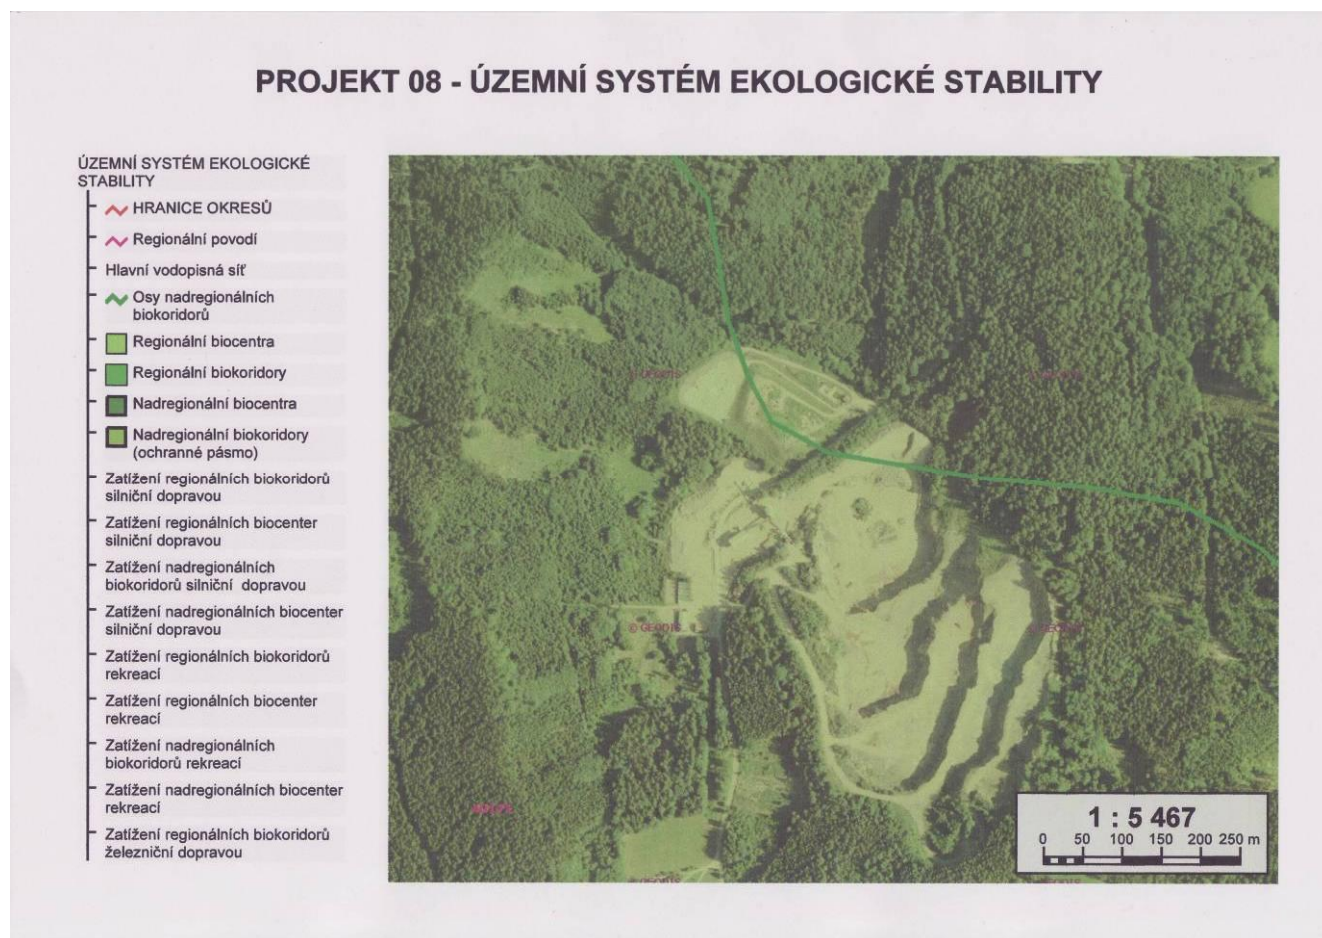 PROJEKT 08 - ÚZEMNÍ SYSTÉM EKOLOGICKÉ STABILITY
ÚZEMNÍ SYSTÉM EKOLOGICKÉ
STABILITY
HRANICE OKRESŮ
Regionální povodí
Hlavní vodopisná síť
Osy nadregionálních
biokoridorů
Regionální biocentra
Regionální biokoridory
Nadregionální biocentra
Nadregionální biokoridory
(ochranné pásmo)
Zatížení regionálních biokoridorů
silniční dopravou
Zatížení regionálních biocenter
silniční dopravou
Zatížení nadregionálních
biokoridorů silniční dopravou
Zatížení nadregionálních biocenter
silniční dopravou
Zatížení regionálních biokoridorů
rekreací
Zatížení regionálních biocenter
rekreací
Zatížení nadregionálních
biokoridorů rekreací
Zatížení nadregionálních biocenter
rekreací
Zatížení regionálních biokoridorů
železniční dopravou
© GEODIS
1 : 5 467
0 50 100 150 200 250 m